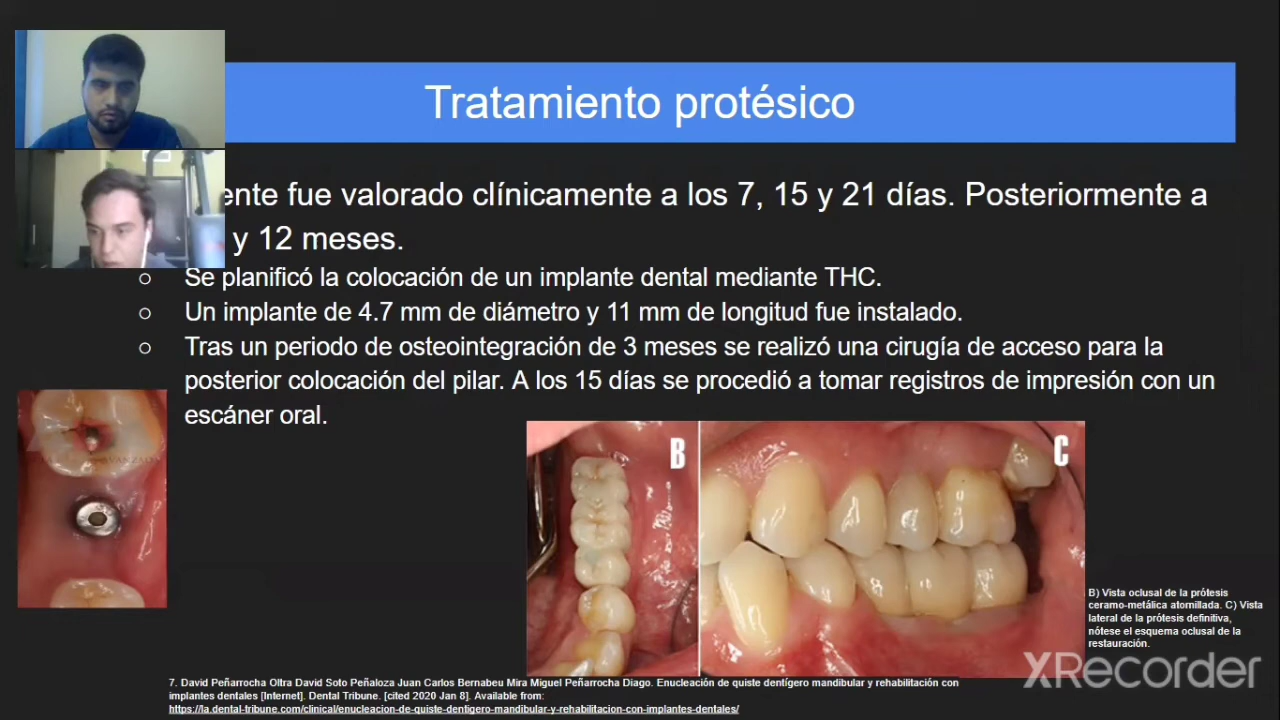 Tratamiento protésico
ente fue valorado clínicamente a los 7, 15 y 21 días. Posteriormente a
y 12 meses.
○ Se planificó la colocación de un implante dental mediante THC.
○ Un implante de 4.7 mm de diámetro y 11 mm de longitud fue instalado.
○ Tras un periodo de osteointegración de 3 meses se realizó una cirugía de acceso para la
posterior colocación del pilar. A los 15 días se procedió a tomar registros de impresión con un
escáner oral.
B
C
B) Vista oclusal de la prótesis
ceramo-metálica atornillada. C) Vista
lateral de la prótesis definitiva,
nótese el esquema oclusal de la
restauración.
XRecorder
7. David Peñarrocha Oltra David Soto Peñaloza Juan Carlos Bernabeu Mira Miguel Peñarrocha Diago. Enucleación de quiste dentígero mandibular y rehabilitación con
implantes dentales [Internet]. Dental Tribune. [cited 2020 Jan 8]. Available from:
https://la.dental-tribune.com/clinical/enucleacion-de-quiste-dentigero-mandibular-y-rehabilitacion-con-implantes-dentales/